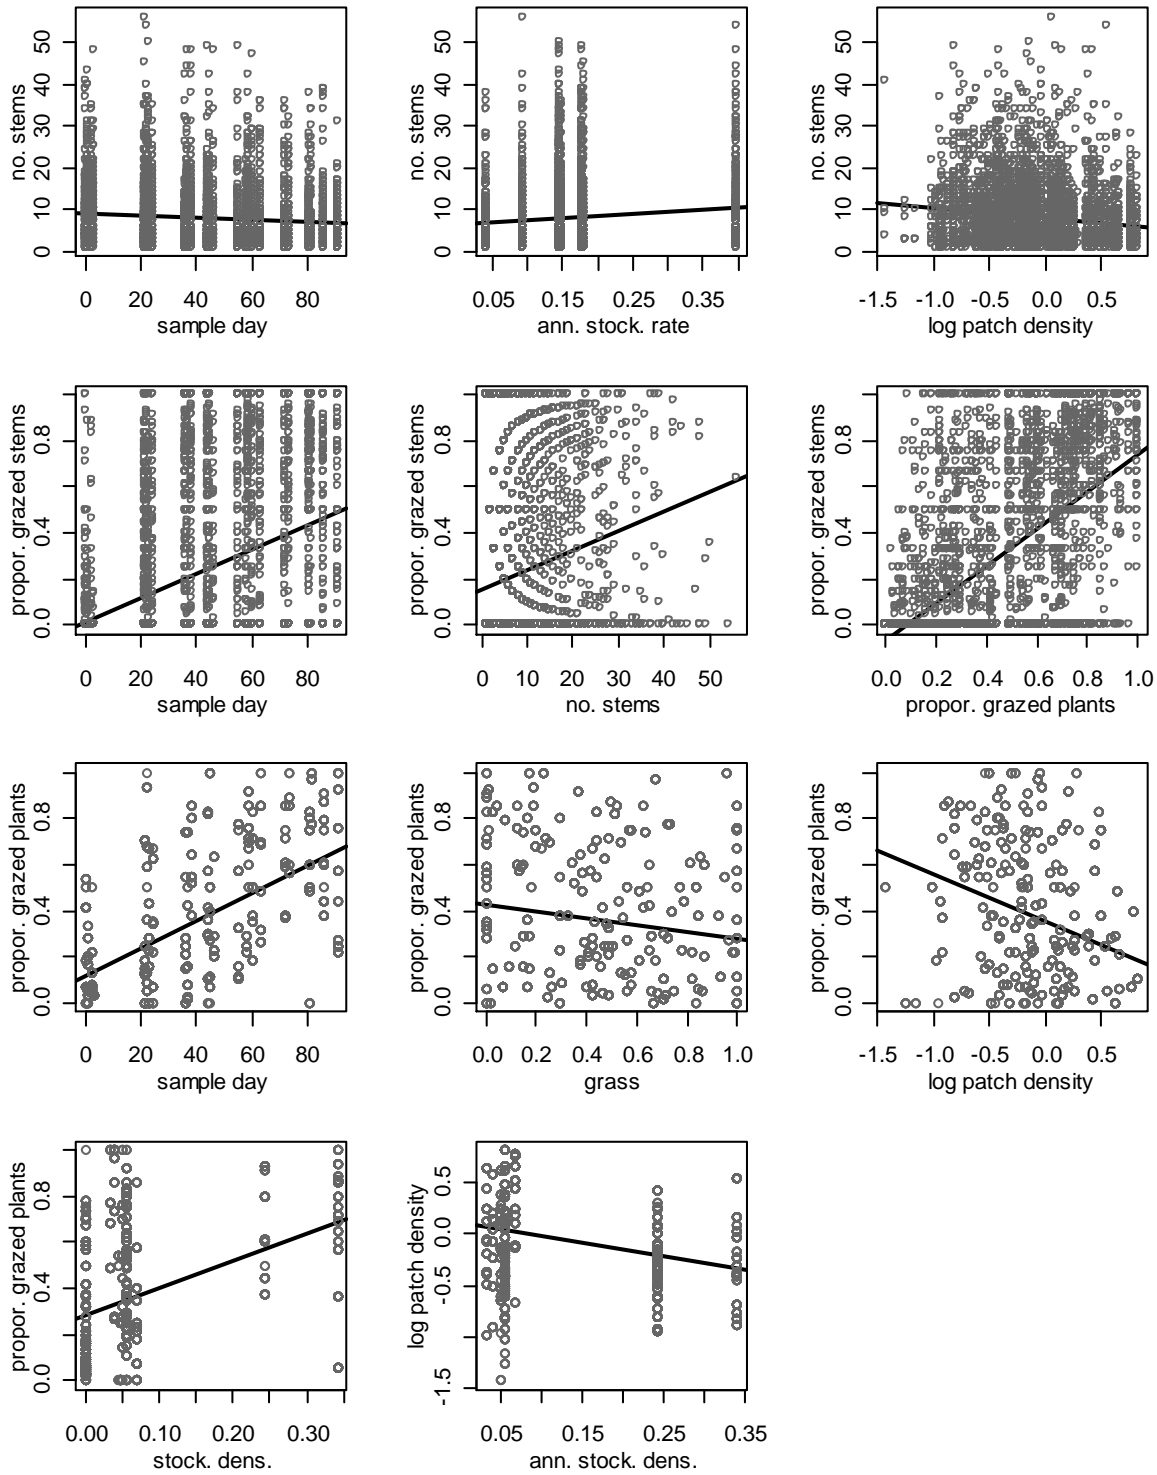 no. stems
0 10 20 30 40 50
0 20 40 60 80
sample day
no. stems
0 10 20 30 40 50
0.05 0.15 0.25 0.35
ann. stock. rate
no. stems
0 10 20 30 40 50
-1.5 -1.0 -0.5 0.0 0.5
log patch density
propor. grazed stems
0.0 0.4 0.8
0 20 40 60 80
sample day
propor. grazed stems
0.0 0.4 0.8
0 10 20 30 40 50
no. stems
propor. grazed stems
0.0 0.4 0.8
0.0 0.2 0.4 0.6 0.8 1.0
propor. grazed plants
propor. grazed plants
0.0 0.4 0.8
0 20 40 60 80
sample day
propor. grazed plants
0.0 0.4 0.8
0.0 0.2 0.4 0.6 0.8 1.0
grass
propor. grazed plants
0.0 0.4 0.8
-1.5 -1.0 -0.5 0.0 0.5
log patch density
propor. grazed plants
0.0 0.4 0.8
0.00 0.10 0.20 0.30
stock. dens.
log patch density
-1.5 -0.5 0.0 0.5
0.05 0.15 0.25 0.35
ann. stock. dens.